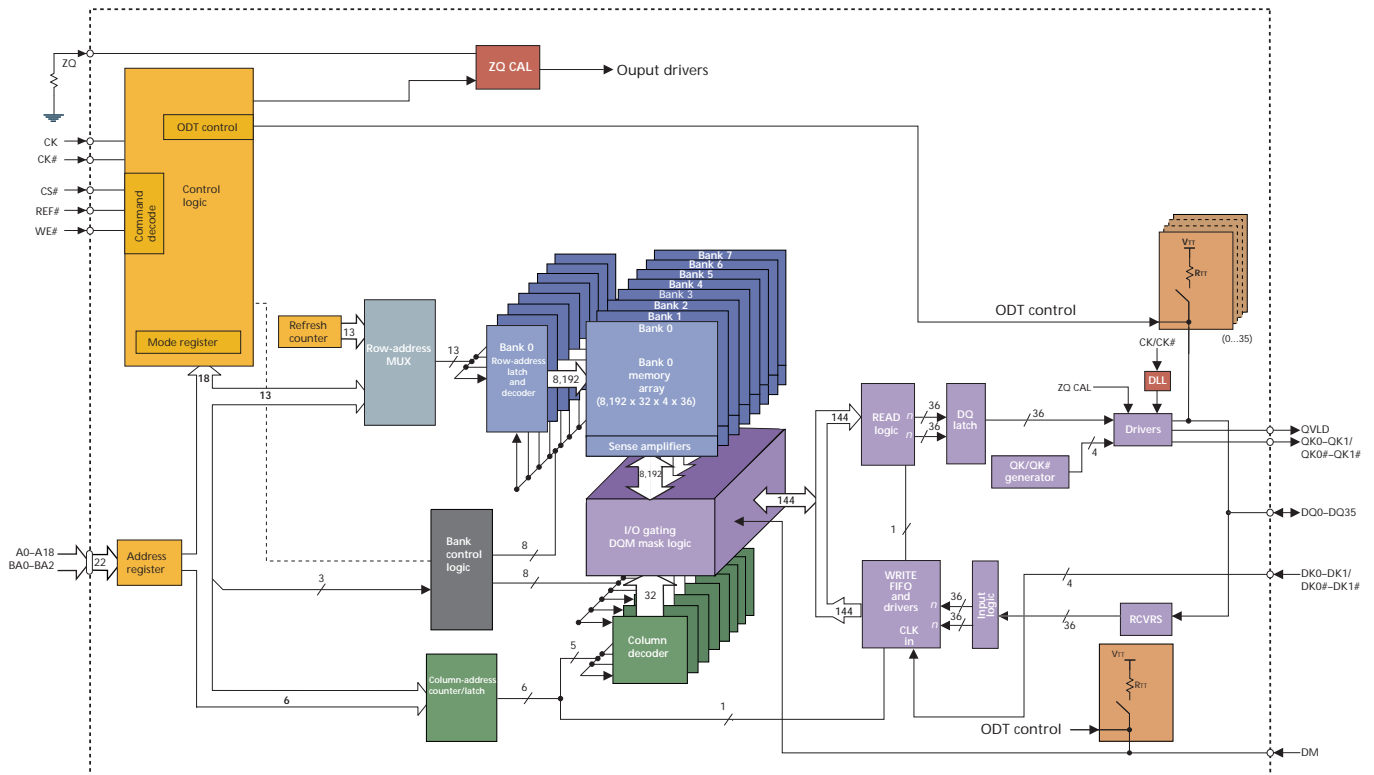 ZQ
ZQ CAL
Ouput drivers
ODT control
CK
CK#
CS#
REF#
WE#
Command
decode
Control
logic
Mode register
18
13
Refresh
counter
13
Row-address
MUX
13
Bank 0
Row-address
latch
and
decoder
8,192
Bank 7
Bank 6
Bank 5
Bank 4
Bank 3
Bank 2
Bank 1
Bank 0
Bank 0
memory
array
(8,192 x 32 x 4 x 36)
Sense amplifiers
8,192
I/O gating
DQM mask logic
144
32
Column
decoder
5
A0–A18
BA0–BA2
22
Address
register
3
Bank
control
logic
8
8
Column-address
counter/latch
6
6
1
144
READ
logic
n
n
36
36
DQ
latch
36
QK/QK#
generator
4
ZQ CAL
CK/CK#
DLL
Drivers
ODT control
VTT
RTT
(0...35)
QVLD
QK0–QK1/
QK0#–QK1#
DQ0–DQ35
1
144
WRITE
FIFO
and
drivers
CLK
in
n
n
36
36
Input
logic
36
RCVRS
4
DK0–DK1/
DK0#–DK1#
VTT
RTT
ODT control
DM